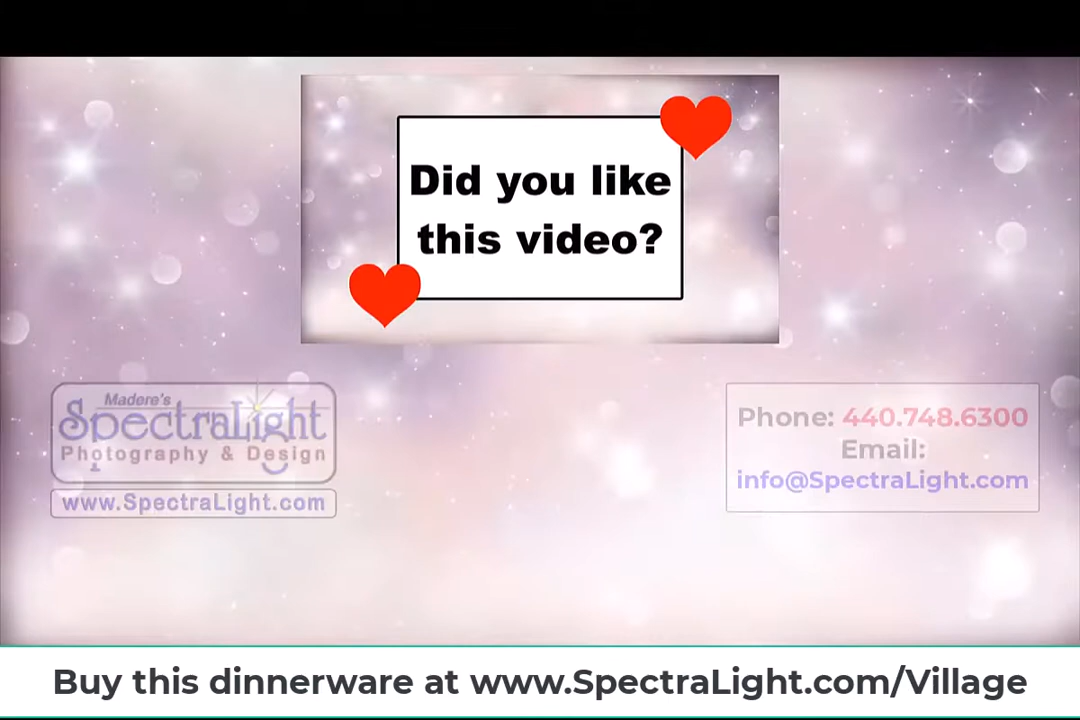 Did you like
this video?
Madere's
SpectraLight
Photography & Design
www.SpectraLight.com
Phone: 440.748.6300
Email:
info@SpectraLight.com
Buy this dinnerware at www.SpectraLight.com/Village